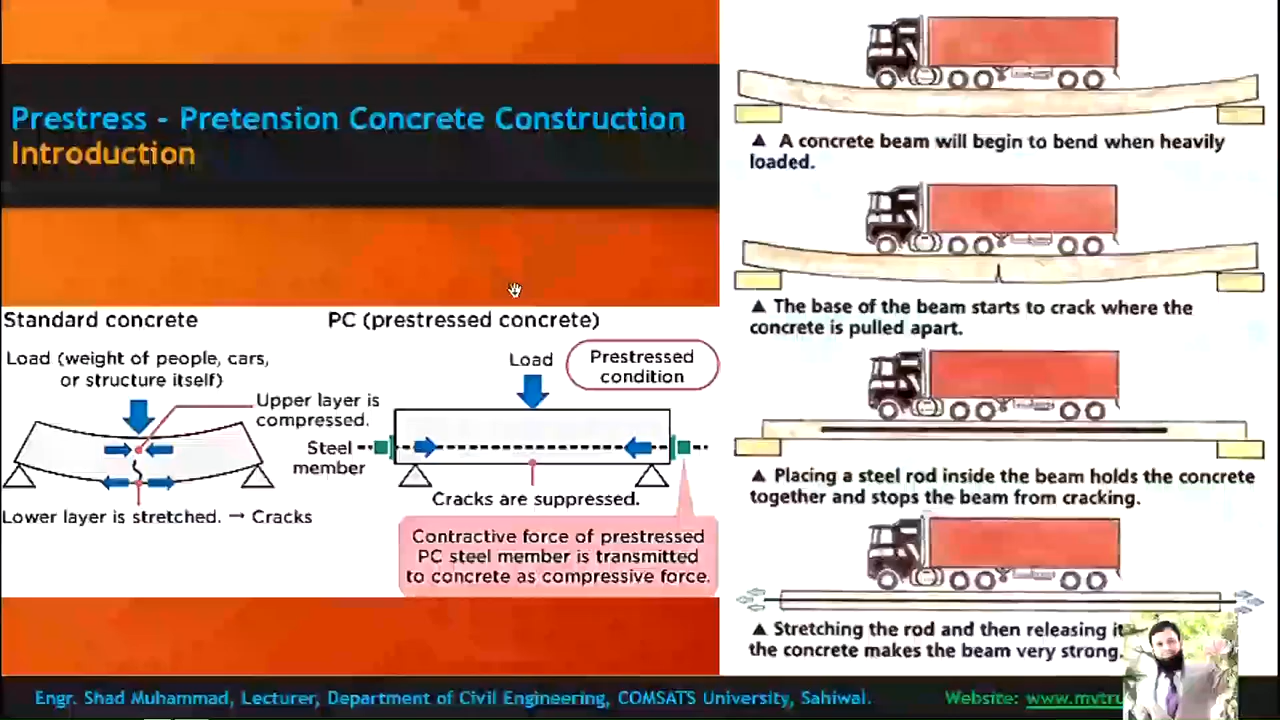 Prestress - Pretension Concrete Construction
Introduction
Standard concrete
Load (weight of people, cars,
or structure itself)
Upper layer is
compressed.
Lower layer is stretched. → Cracks
PC (prestressed concrete)
Load
Prestressed
condition
Steel
member
Cracks are suppressed.
Contractive force of prestressed
PC steel member is transmitted
to concrete as compressive force.
▲ A concrete beam will begin to bend when heavily
loaded.
▲ The base of the beam starts to crack where the
concrete is pulled apart.
▲ Placing a steel rod inside the beam holds the concrete
together and stops the beam from cracking.
▲ Stretching the rod and then releasing it
the concrete makes the beam very strong.
Engr. Shad Muhammad, Lecturer, Department of Civil Engineering, COMSATS University, Sahiwal.
Website: www.mytru